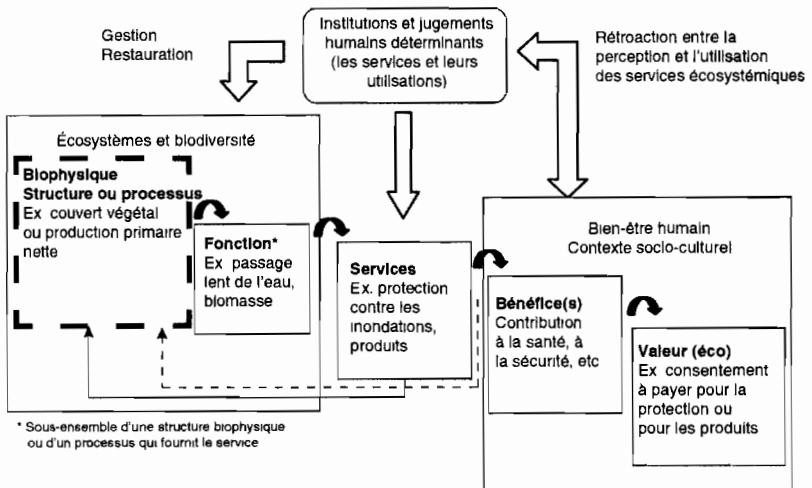 Gestion
Restauration
Institutions et jugements
humains déterminants
(les services et leurs
utilisations)
Rétroaction entre la
perception et l'utilisation
des services écosystémiques
Écosystèmes et biodiversité
Biophysique
Structure ou processus
Ex couvert végétal
ou production primaire
nette
Fonction*
Ex passage
lent de l'eau,
biomasse
Services
Ex. protection
contre les
inondations,
produits
Bien-être humain
Contexte socio-culturel
Bénéfice(s)
Contribution
à la santé, à
la sécurité, etc
Valeur (éco)
Ex consentement
à payer pour la
protection ou
pour les produits
* Sous-ensemble d'une structure biophysique
ou d'un processus qui fournit le service